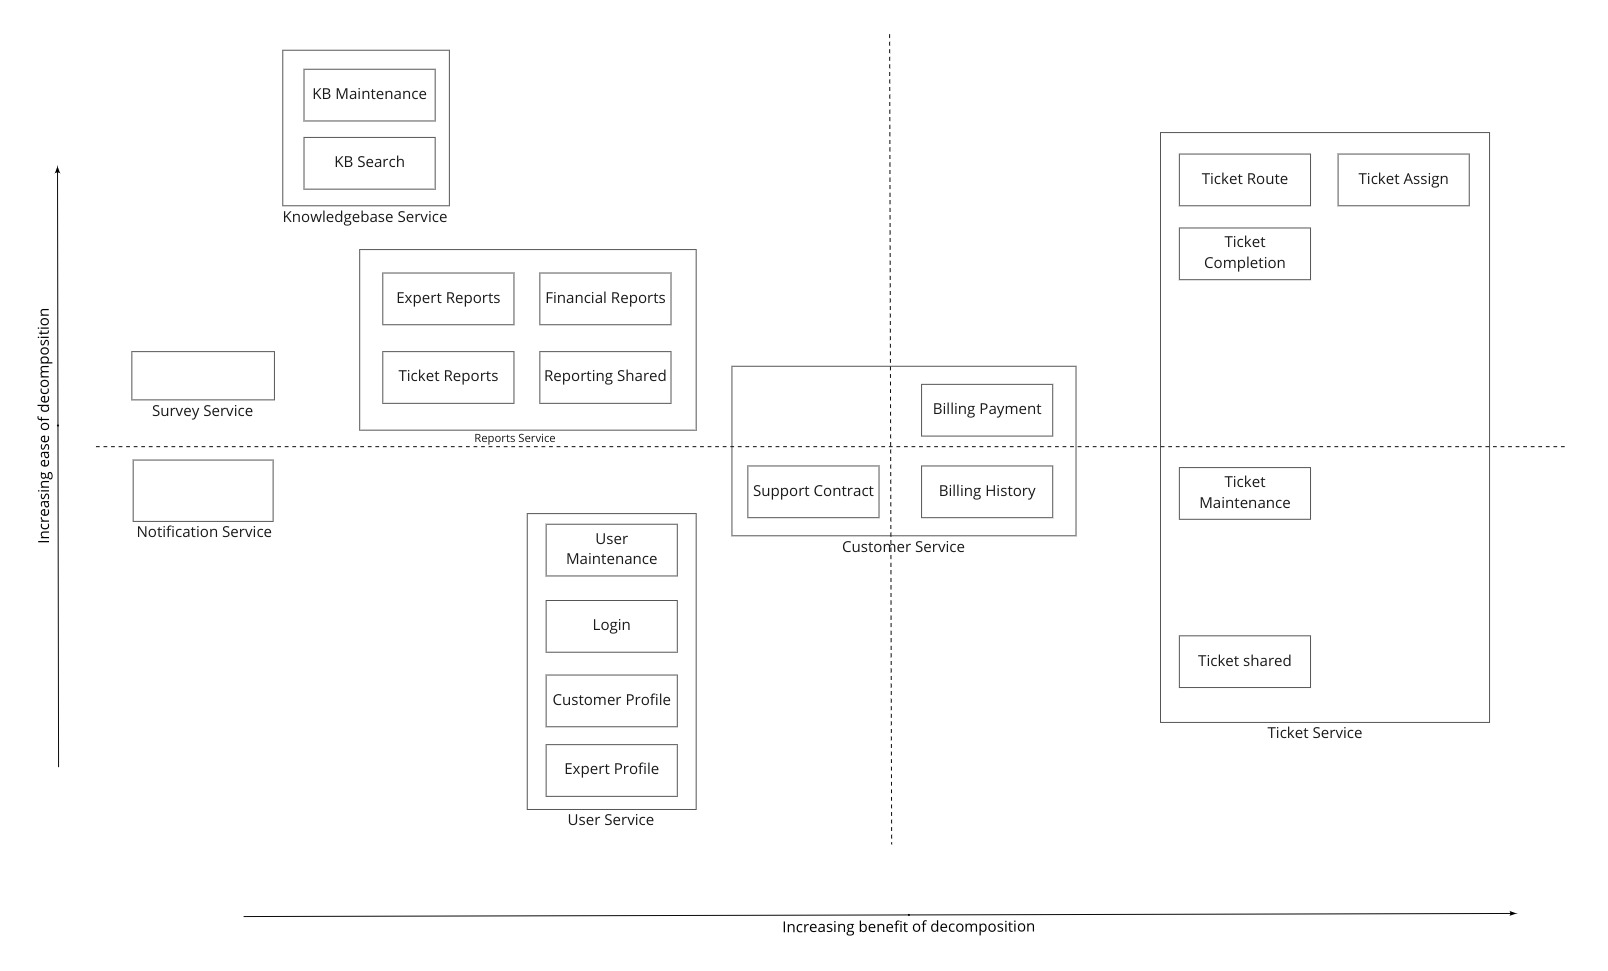 KB Maintenance
KB Search
Knowledgebase Service
Ticket Route
Ticket Assign
Ticket
Completion
Expert Reports
Financial Reports
Ticket Reports
Reporting Shared
Reports Service
Survey Service
Notification Service
Increasing ease of decomposition
Billing Payment
Support Contract
Billing History
Customer Service
Ticket
Maintenance
Ticket shared
Ticket Service
User
Maintenance
Login
Customer Profile
Expert Profile
User Service
Increasing benefit of decomposition